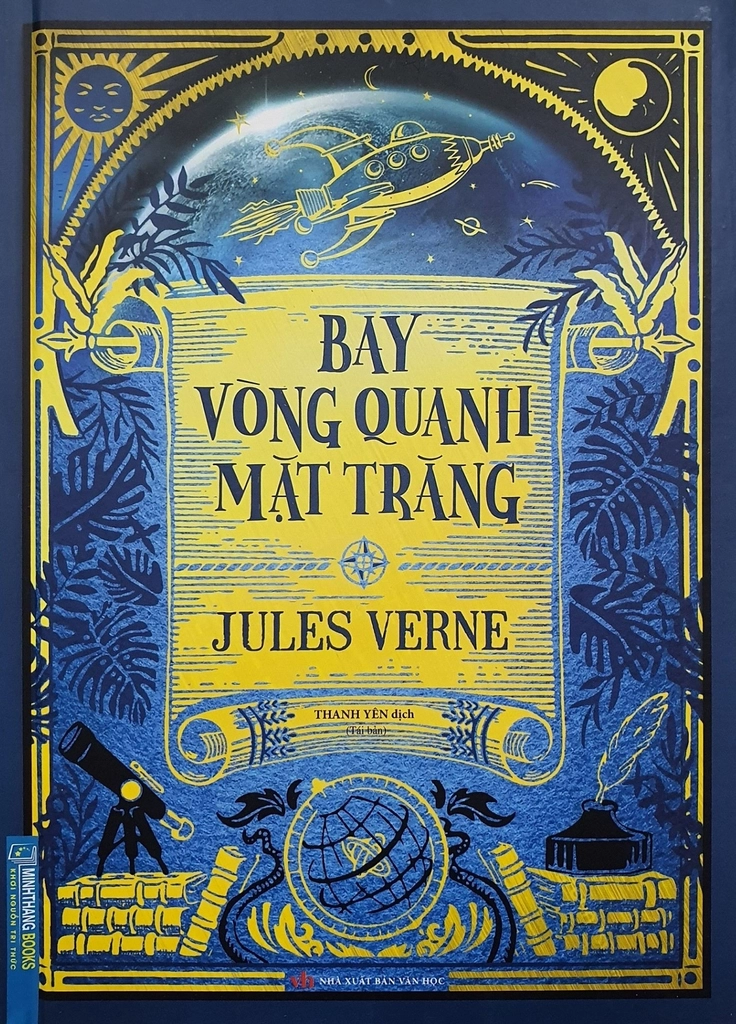 BAY
VÒNG QUANH
MẶT TRĂNG
JULES VERNE
THANH YÊN dịch
(Tái bản)
MINHTHANG BOOKS
KHƠI NGUỒN TRI THỨC
vh NHÀ XUẤT BẢN VĂN HỌC